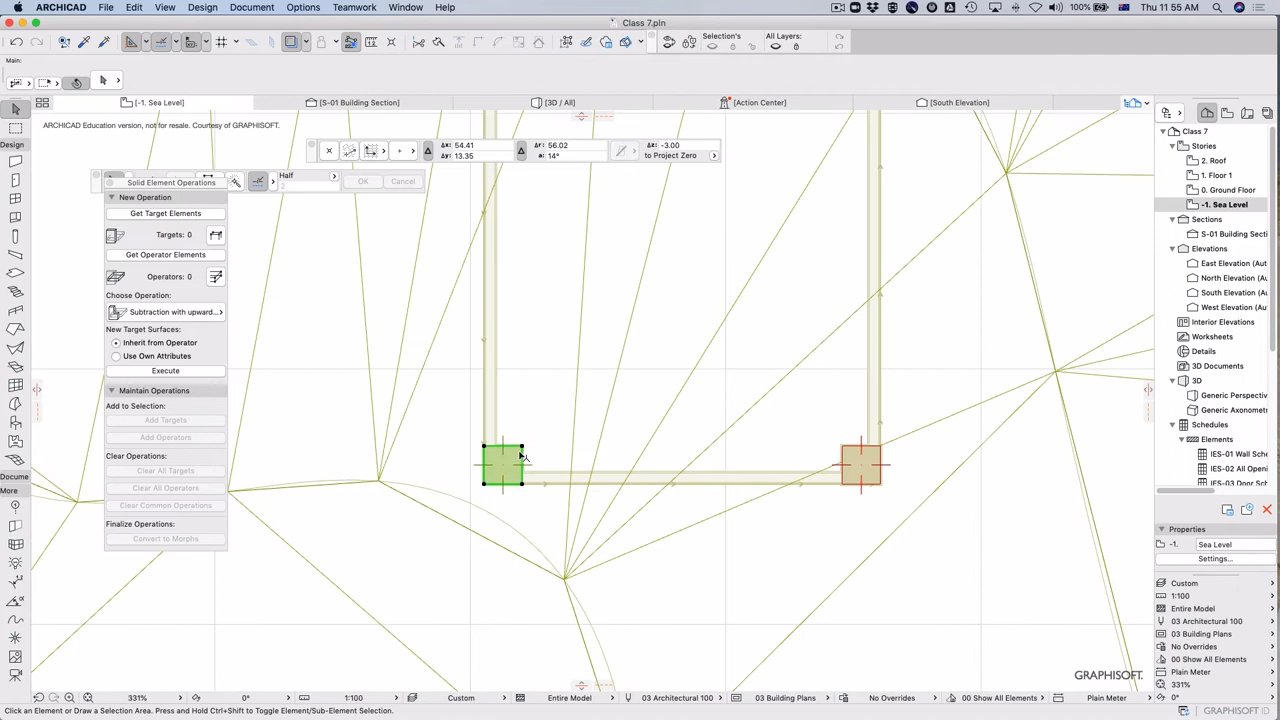 ARCHICAD File Edit View Design Document Options Teamwork Window Help 100% Thu 11:55 AM
Class 7.pln
Selection's All Layers:
Main:
[-1. Sea Level] [S-01 Building Section] [3D / All] [Action Center] [South Elevation]
ARCHICAD Education version, not for resale. Courtesy of GRAPHISOFT.
Δx: 54.41 Δr: 56.02 Δz: -3.00
Δy: 13.35 a: 14° to Project Zero
Half
2
OK Cancel
Solid Element Operations
New Operation
Get Target Elements
Targets: 0
Get Operator Elements
Operators: 0
Choose Operation:
Subtraction with upward...
New Target Surfaces:
Inherit from Operator
Use Own Attributes
Execute
Maintain Operations
Add to Selection:
Add Targets
Add Operators
Clear Operations:
Clear All Targets
Clear All Operators
Clear Common Operations
Finalize Operations:
Convert to Morphs
Design
Docume
More
Class 7
Stories
2. Roof
1. Floor 1
0. Ground Floor
-1. Sea Level
Sections
S-01 Building Secti
Elevations
East Elevation (Aut
North Elevation (Au
South Elevation (Au
West Elevation (Au
Interior Elevations
Worksheets
Details
3D Documents
3D
Generic Perspectiv
Generic Axonometr
Schedules
Elements
IES-01 Wall Sche
IES-02 All Openi
IES-03 Door Sche
Properties
-1. Sea Level
Settings...
Custom
1:100
Entire Model
03 Architectural 100
03 Building Plans
No Overrides
00 Show All Elements
Plain Meter
331%
0°
GRAPHISOFT.
331% 0° 1:100 Custom Entire Model 03 Architectural 100 03 Building Plans No Overrides 00 Show All Elements Plain Meter
Click an Element or Draw a Selection Area. Press and Hold Ctrl+Shift to Toggle Element/Sub-Element Selection.
GRAPHISOFT ID